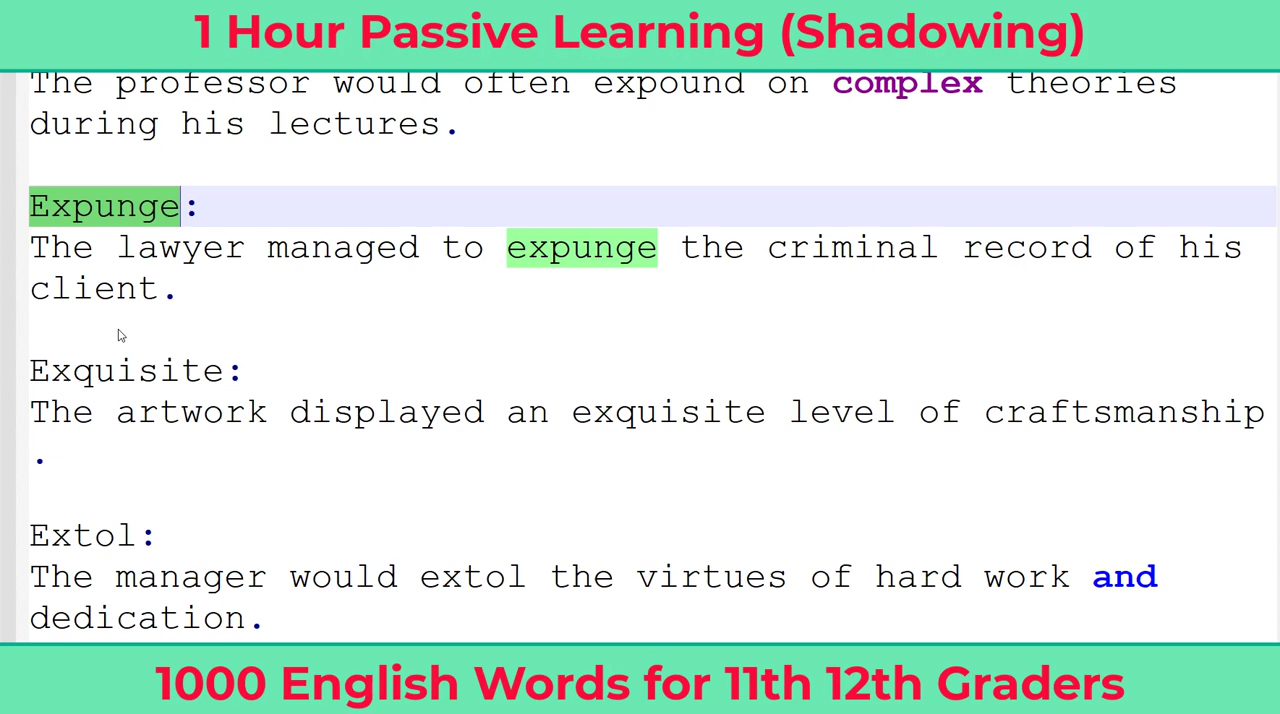 1 Hour Passive Learning (Shadowing)
The professor would often expound on complex theories
during his lectures.
Expunge:
The lawyer managed to expunge the criminal record of his
client.
Exquisite:
The artwork displayed an exquisite level of craftsmanship
.
Extol:
The manager would extol the virtues of hard work and
dedication.
1000 English Words for 11th 12th Graders